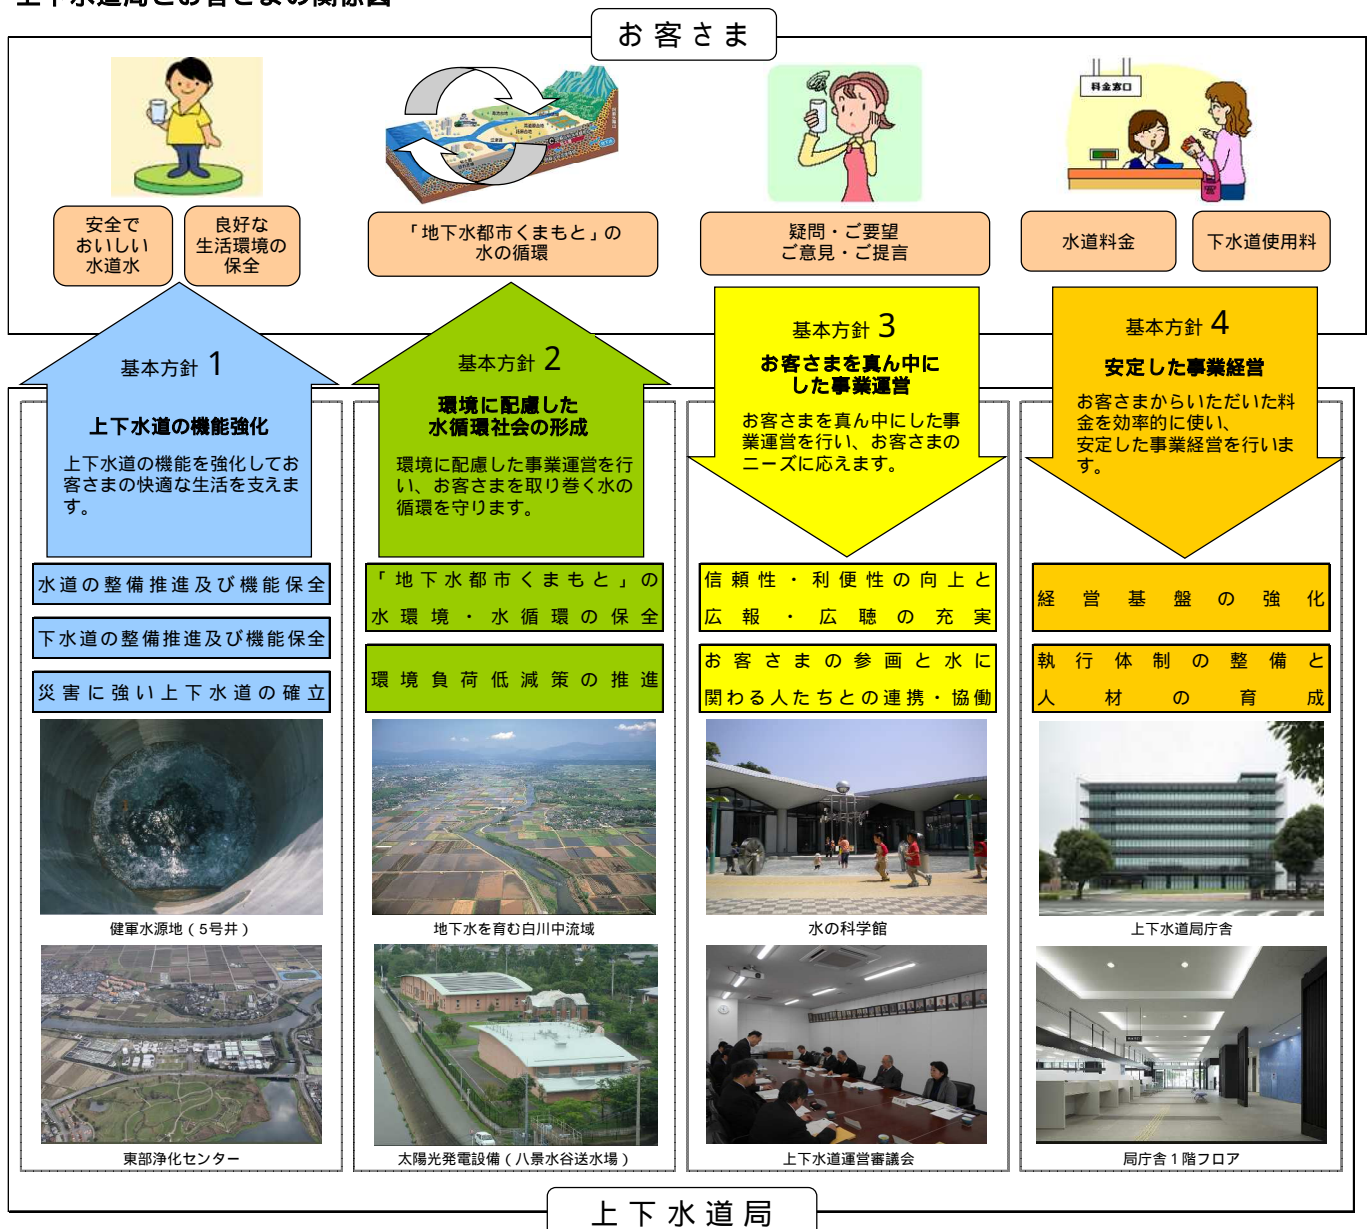 上下水道局とお客さまの関係図
お客さま
料金窓口
安全で
おいしい
水道水
良好な
生活環境の
保全
「地下水都市くまもと」の
水の循環
疑問・ご要望
ご意見・ご提言
水道料金
下水道使用料
基本方針 1
上下水道の機能強化
上下水道の機能を強化してお
客さまの快適な生活を支えま
す。
基本方針 2
環境に配慮した
水循環社会の形成
環境に配慮した事業運営を行
い、お客さまを取り巻く水の
循環を守ります。
基本方針 3
お客さまを真ん中に
した事業運営
お客さまを真ん中にした事
業運営を行い、お客さまの
ニーズに応えます。
基本方針 4
安定した事業経営
お客さまからいただいた料
金を効率的に使い、
安定した事業経営を行いま
す。
水道の整備推進及び機能保全
下水道の整備推進及び機能保全
災害に強い上下水道の確立
「地下水都市くまもと」の
水環境・水循環の保全
環境負荷低減策の推進
信頼性・利便性の向上と
広報・広聴の充実
お客さまの参画と水に
関わる人たちとの連携・協働
経営基盤の強化
執行体制の整備と
人材の育成
健軍水源地（5号井）
地下水を育む白川中流域
水の科学館
上下水道局庁舎
東部浄化センター
太陽光発電設備（八景水谷送水場）
上下水道運営審議会
局庁舎1階フロア
上下水道局